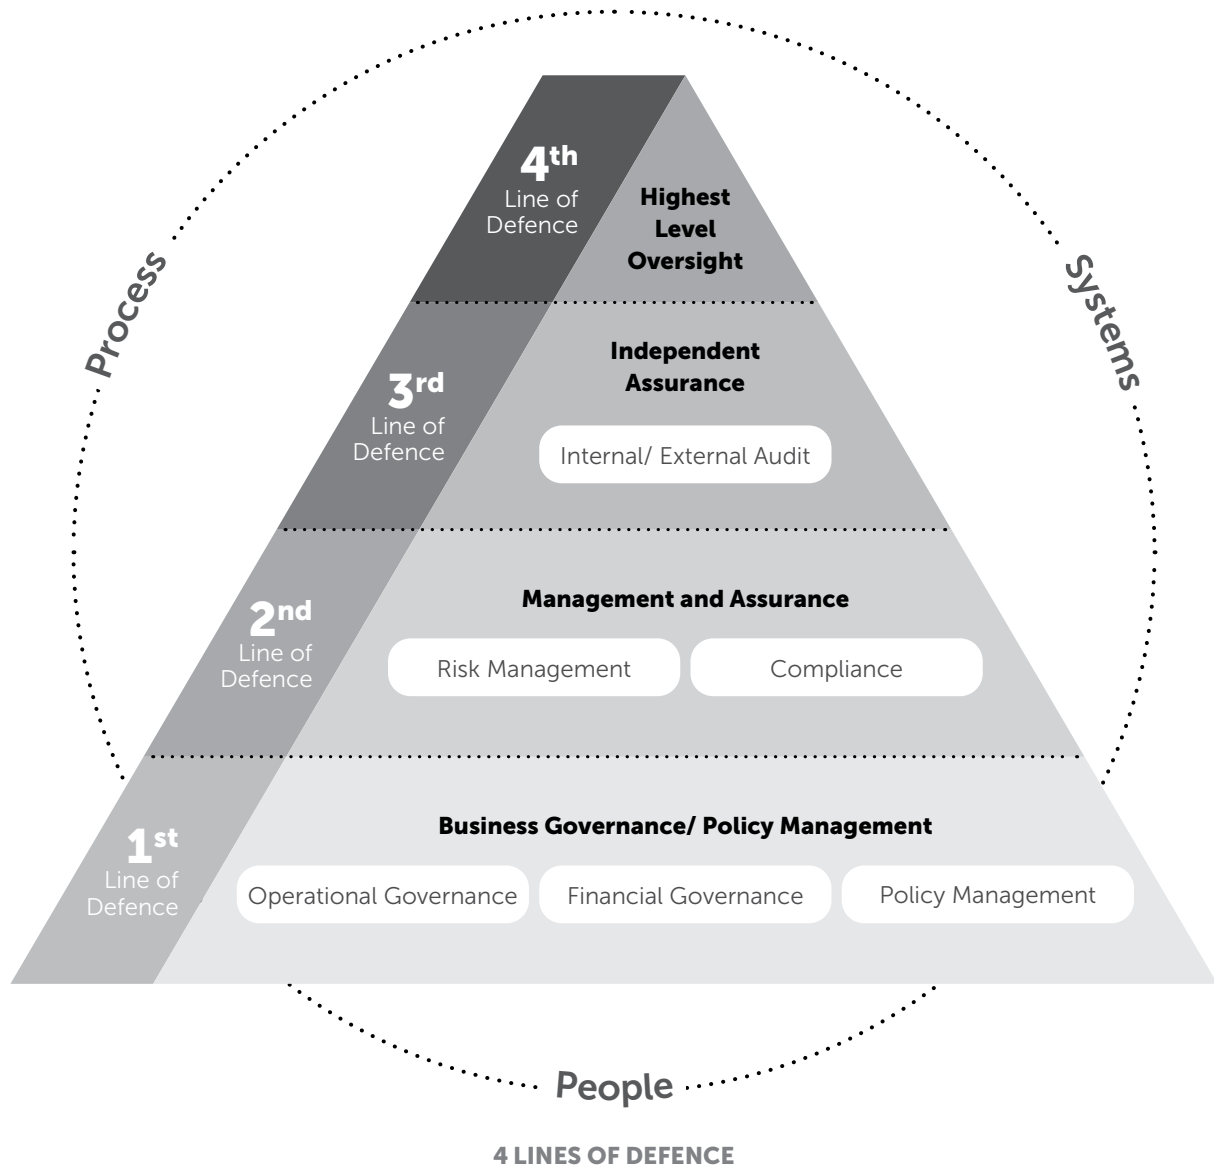 4th
Line of
Defence
Highest
Level
Oversight
Process
Systems
3rd
Line of
Defence
Independent
Assurance
Internal/ External Audit
2nd
Line of
Defence
Management and Assurance
Risk Management
Compliance
1st
Line of
Defence
Business Governance/ Policy Management
Operational Governance
Financial Governance
Policy Management
People
4 LINES OF DEFENCE